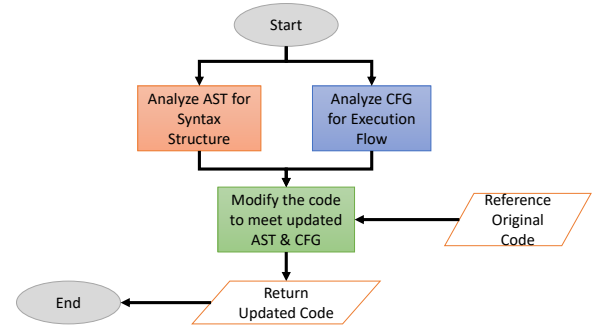 Start
Analyze AST for
Syntax
Structure
Analyze CFG
for Execution
Flow
Modify the code
to meet updated
AST & CFG
Reference
Original
Code
Return
Updated Code
End